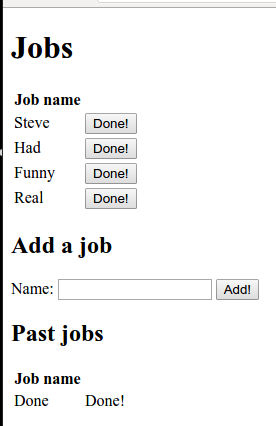 Jobs
Job name
Steve Done!
Had Done!
Funny Done!
Real Done!
Add a job
Name: Add!
Past jobs
Job name
Done Done!